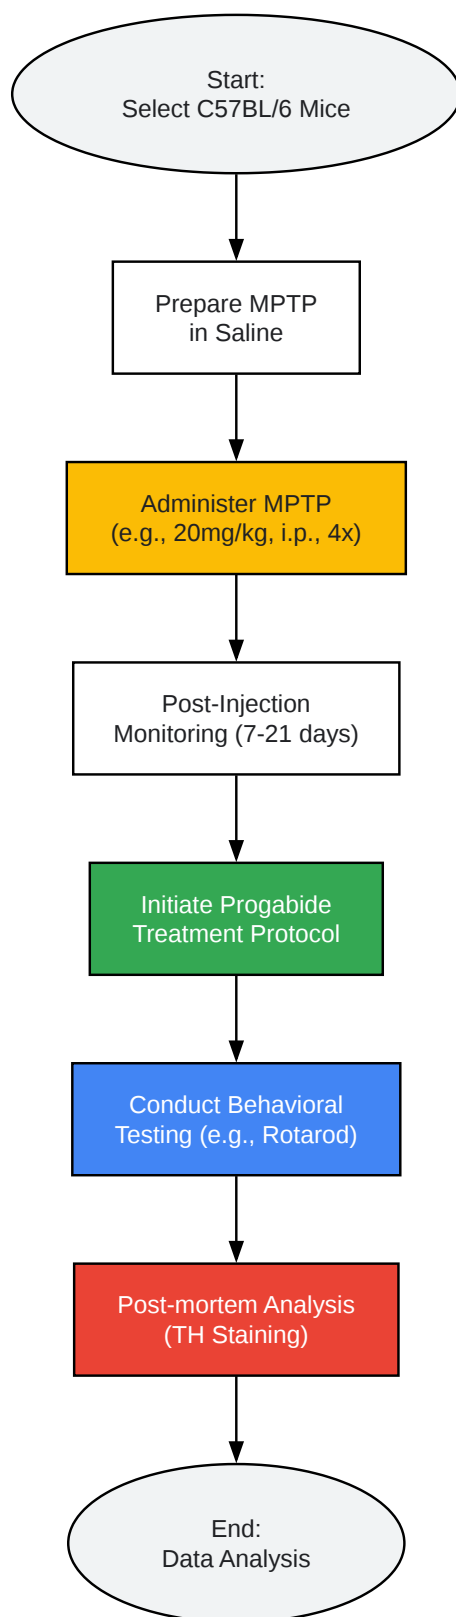 Start:
Select C57BL/6 Mice
Prepare MPTP
in Saline
Administer MPTP
(e.g., 20mg/kg, i.p., 4x)
Post-Injection
Monitoring (7-21 days)
Initiate Progabide
Treatment Protocol
Conduct Behavioral
Testing (e.g., Rotarod)
Post-mortem Analysis
(TH Staining)
End:
Data Analysis